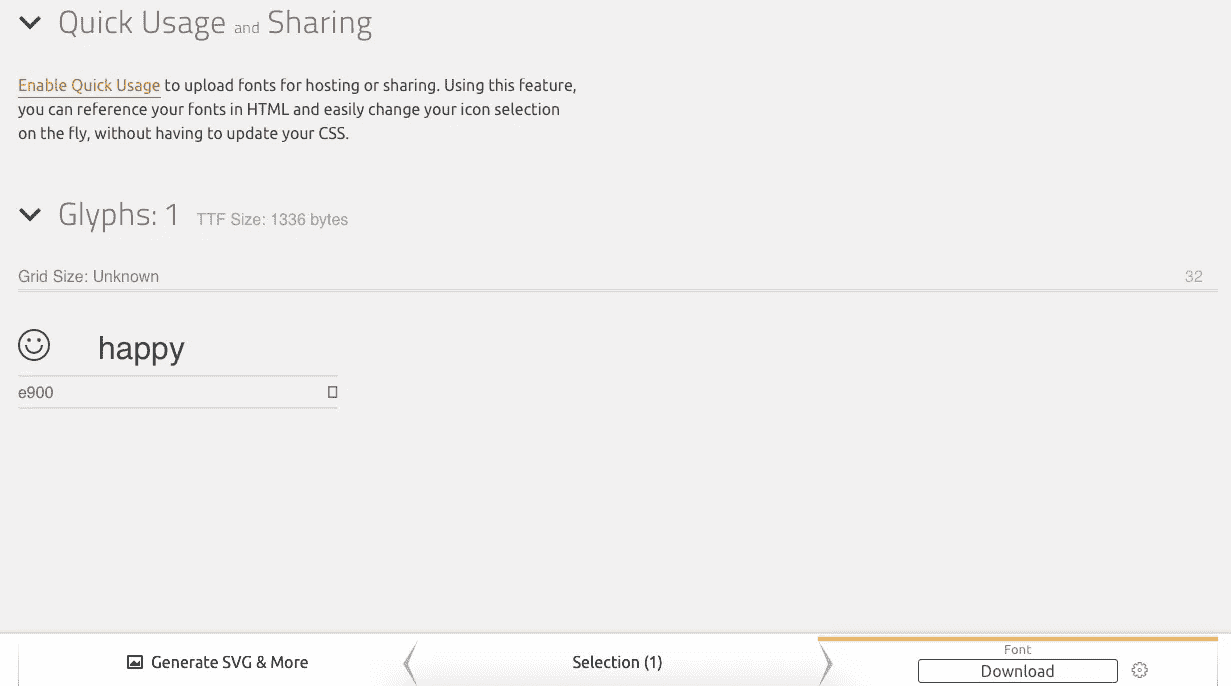 Quick Usage and Sharing
Enable Quick Usage to upload fonts for hosting or sharing. Using this feature,
you can reference your fonts in HTML and easily change your icon selection
on the fly, without having to update your CSS.
Glyphs: 1 TTF Size: 1336 bytes
Grid Size: Unknown 32
happy
e900
Generate SVG & More
Selection (1)
Font
Download